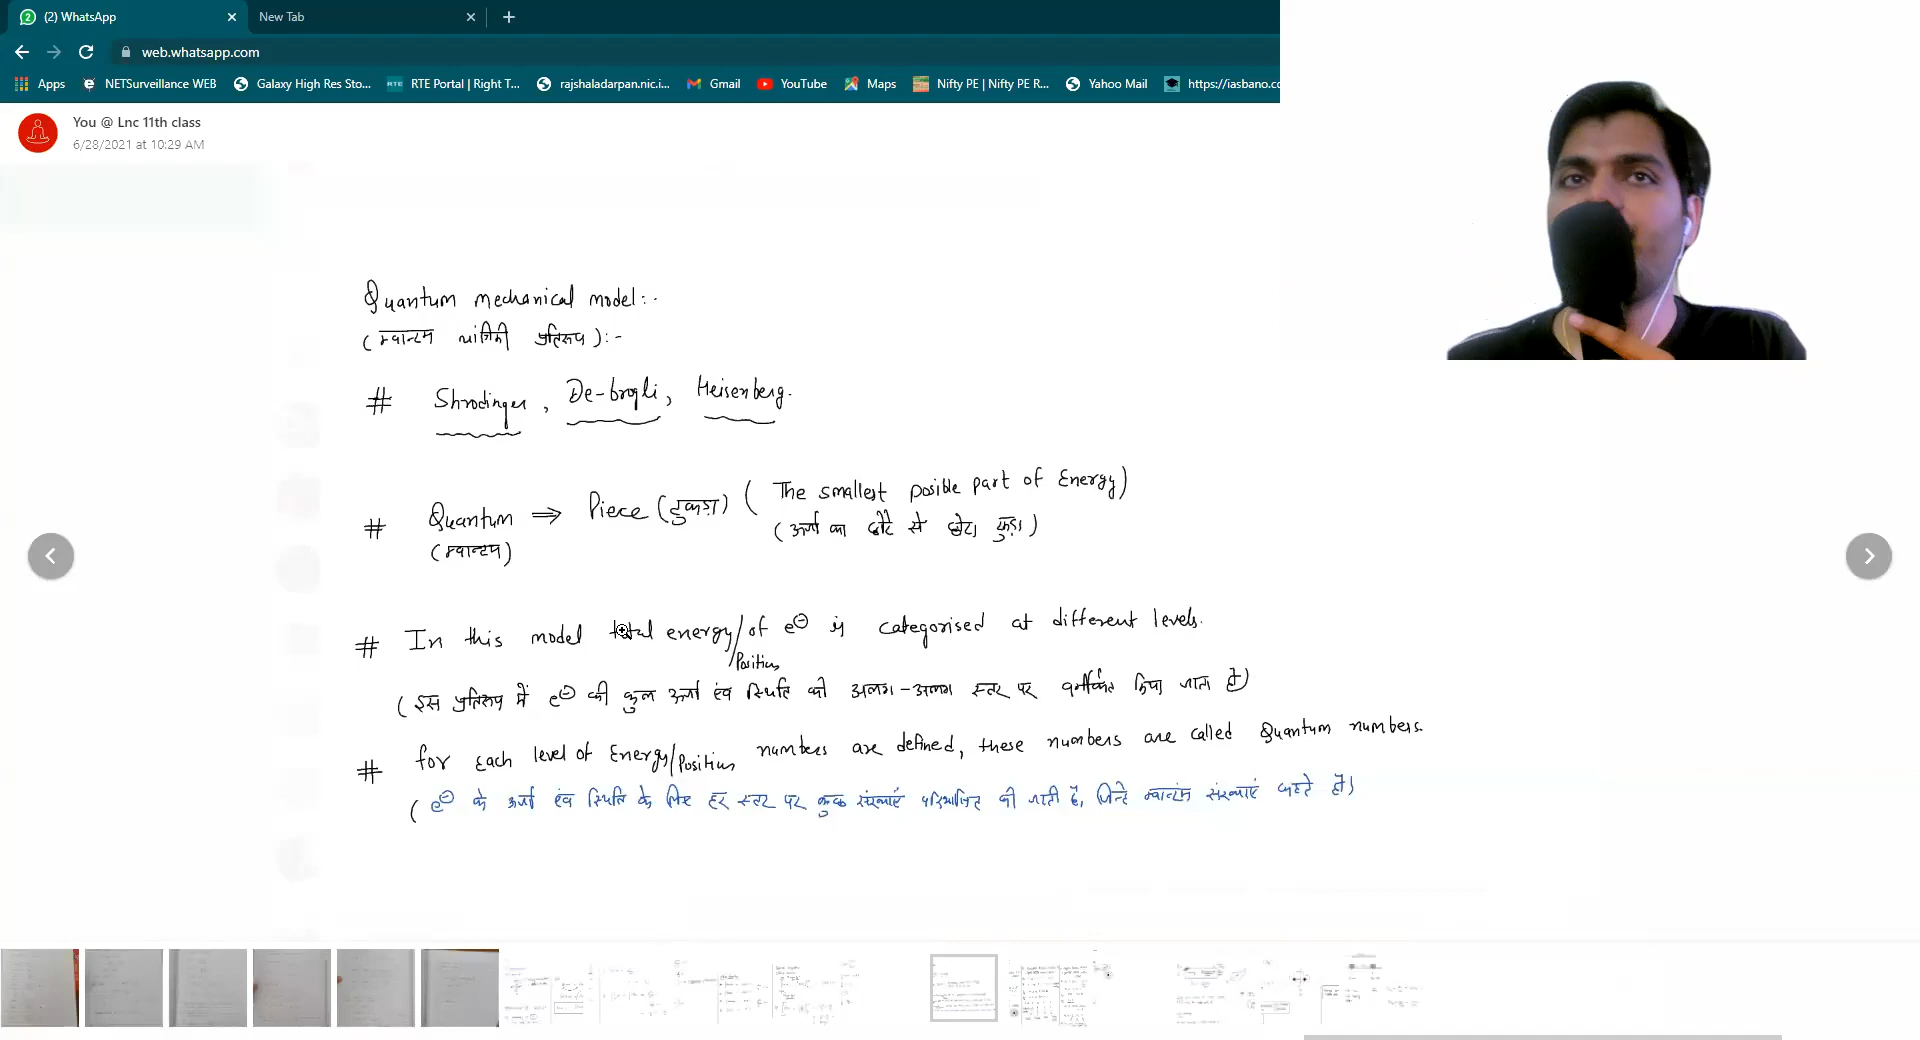 (2) WhatsApp
New Tab
web.whatsapp.com
Apps NETSurveillance WEB Galaxy High Res Sto... RTE Portal | Right T... rajshaladarpan.nic.i... Gmail YouTube Maps Nifty PE | Nifty PE R... Yahoo Mail https://iasbano.cc
You @ Lnc 11th class
6/28/2021 at 10:29 AM
Quantum mechanical model:-
(क्वान्टम यांत्रिकी प्रतिरूप):-
# Shrodinger, De-brogli, Heisenberg.
# Quantum ⇒ Piece (टुकड़ा) ( The smallest posible part of Energy)
(क्वान्टम) (ऊर्जा का छोटे से छोटा टुकड़ा)
# In this model total energy/Position of e⊖ is categorised at different levels.
(इस प्रतिरूप में e⊖ की कुल ऊर्जा एंव स्थिति को अलग-अलग स्तर पर वर्गीकृत किया जाता है)
# for each level of Energy/Position numbers are defined, these numbers are called Quantum numbers.
(e⊖ के ऊर्जा एंव स्थिति के लिए हर स्तर पर कुछ संख्याएं परिभाषित की जाती है, जिन्हे क्वान्टम संख्याएं कहते है)